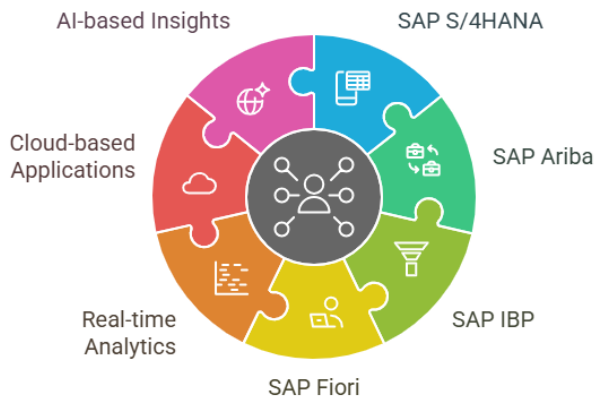 AI-based Insights
SAP S/4HANA
Cloud-based
Applications
SAP Ariba
Real-time
Analytics
SAP IBP
SAP Fiori